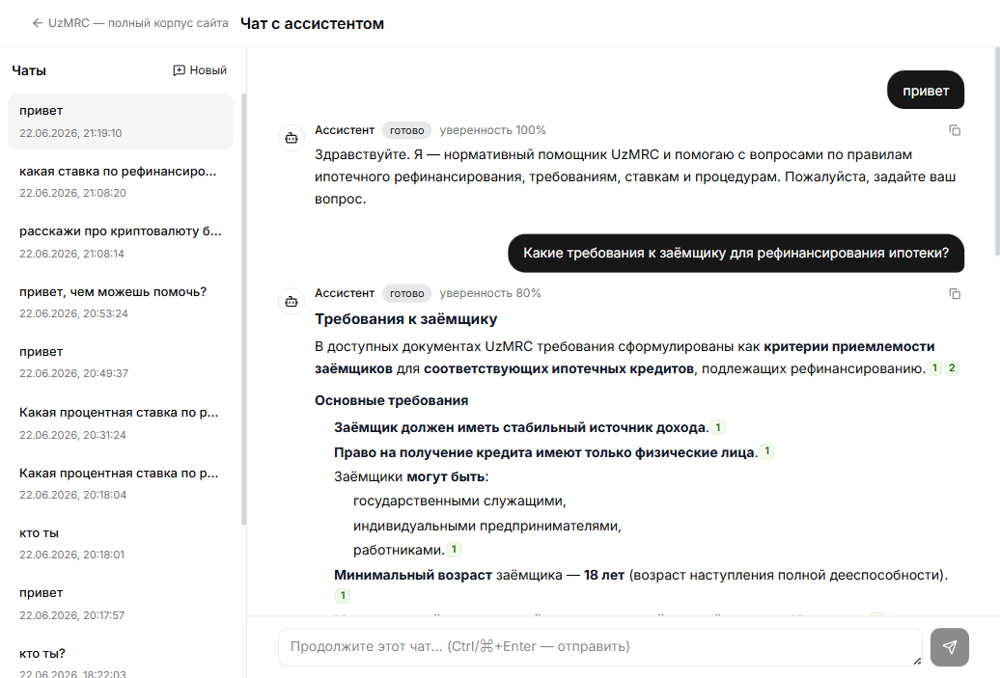 ← UzMRC — полный корпус сайта Чат с ассистентом
Чаты
Новый
привет
22.06.2026, 21:19:10
какая ставка по рефинансиро...
22.06.2026, 21:08:20
расскажи про криптовалюту б...
22.06.2026, 21:08:14
привет, чем можешь помочь?
22.06.2026, 20:53:24
привет
22.06.2026, 20:49:37
Какая процентная ставка по р...
22.06.2026, 20:31:24
Какая процентная ставка по р...
22.06.2026, 20:18:04
кто ты
22.06.2026, 20:18:01
привет
22.06.2026, 20:17:57
кто ты?
22.06.2026, 18:22:03
привет
Ассистент готово уверенность 100%
Здравствуйте. Я — нормативный помощник UzMRC и помогаю с вопросами по правилам
ипотечного рефинансирования, требованиям, ставкам и процедурам. Пожалуйста, задайте ваш
вопрос.
Какие требования к заёмщику для рефинансирования ипотеки?
Ассистент готово уверенность 80%
Требования к заёмщику
В доступных документах UzMRC требования сформулированы как критерии приемлемости
заёмщиков для соответствующих ипотечных кредитов, подлежащих рефинансированию. 1 2
Основные требования
Заёмщик должен иметь стабильный источник дохода. 1
Право на получение кредита имеют только физические лица. 1
Заёмщики могут быть:
государственными служащими,
индивидуальными предпринимателями,
работниками. 1
Минимальный возраст заёмщика — 18 лет (возраст наступления полной дееспособности).
1
Продолжите этот чат... (Ctrl/⌘+Enter — отправить)